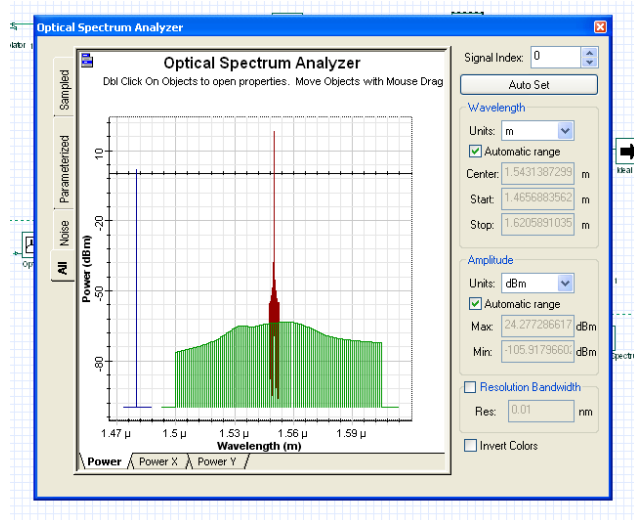 Optical Spectrum Analyzer
lator
Optical Spectrum Analyzer
Dbl Click On Objects to open properties. Move Objects with Mouse Drag
Sampled
Parameterized
Noise
All
Power (dBm)
10
-20
-50
-80
1.47 µ
1.5 µ
1.53 µ
1.56 µ
1.59 µ
Wavelength (m)
Power
Power X
Power Y
Signal Index: 0
Auto Set
Wavelength
Units: m
Automatic range
Center: 1.5431387299 m
Start: 1.4656883562 m
Stop: 1.6205891035 m
Amplitude
Units: dBm
Automatic range
Max: 24.277286617 dBm
Min: -105.91796602 dBm
Resolution Bandwidth
Res: 0.01 nm
Invert Colors
Ideal
Opt
Spectru